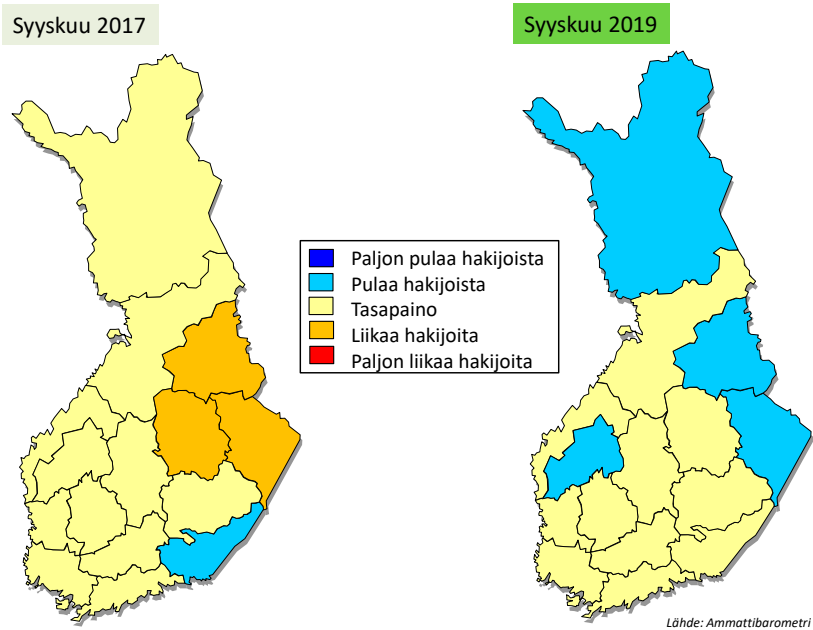 Syyskuu 2017
Syyskuu 2019
Paljon pulaa hakijoista
Pulaa hakijoista
Tasapaino
Liikaa hakijoita
Paljon liikaa hakijoita
Lähde: Ammattibarometri